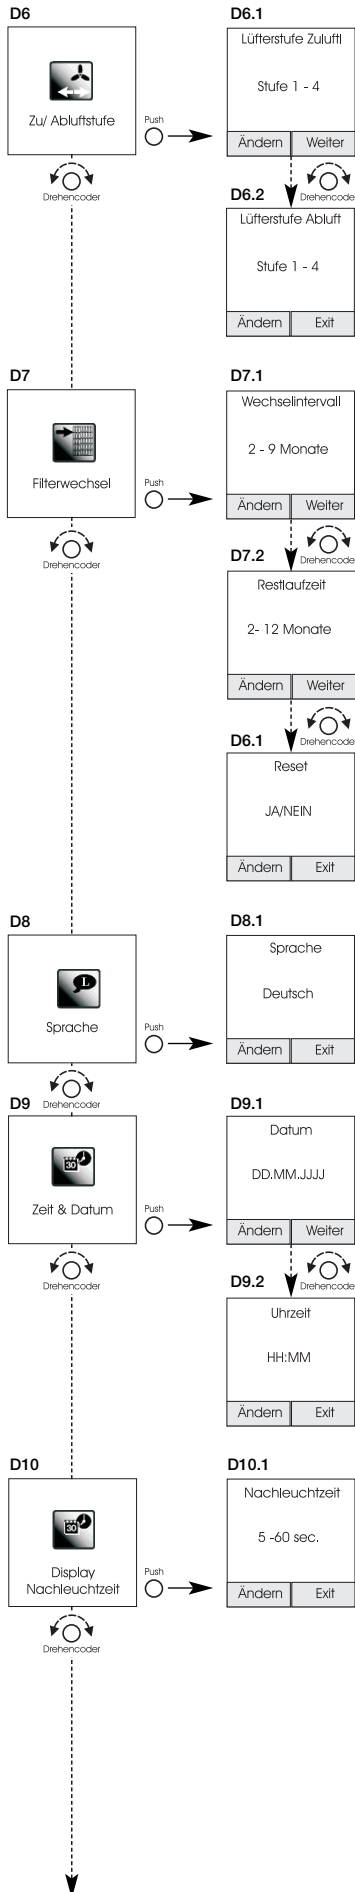 D6
Zu/ Abluftstufe
Push
Drehencoder
D6.1
Lüfterstufe Zuluftl
Stufe 1 - 4
Ändern Weiter
Drehencode
D6.2
Lüfterstufe Abluft
Stufe 1 - 4
Ändern Exit
D7
Filterwechsel
Push
Drehencoder
D7.1
Wechselintervall
2 - 9 Monate
Ändern Weiter
Drehencode
D7.2
Restlaufzeit
2- 12 Monate
Ändern Weiter
Drehencode
D6.1
Reset
JA/NEIN
Ändern Exit
D8
L
Sprache
Push
Drehencoder
D8.1
Sprache
Deutsch
Ändern Exit
D9
30
Zeit & Datum
Push
Drehencoder
D9.1
Datum
DD.MM.JJJJ
Ändern Weiter
Drehencode
D9.2
Uhrzeit
HH:MM
Ändern Exit
D10
30
Display
Nachleuchtzeit
Push
Drehencoder
D10.1
Nachleuchtzeit
5 -60 sec.
Ändern Exit